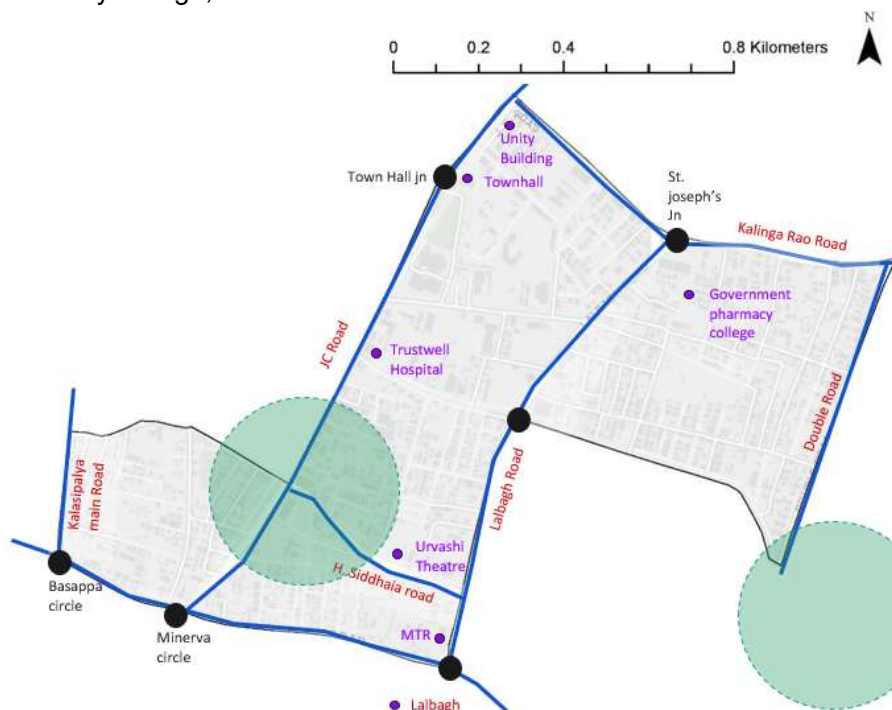 N
0 0.2 0.4 0.8 Kilometers
Unity
Building
Town Hall jn
Townhall
St.
joseph's
Jn
Kalinga Rao Road
Government
pharmacy
college
JC Road
Trustwell
Hospital
Double Road
Kalasipalya
main Road
Lalbagh Road
Urvashi
Theatre
H. Siddhaia road
Basappa
circle
Minerva
circle
MTR
Lalbagh